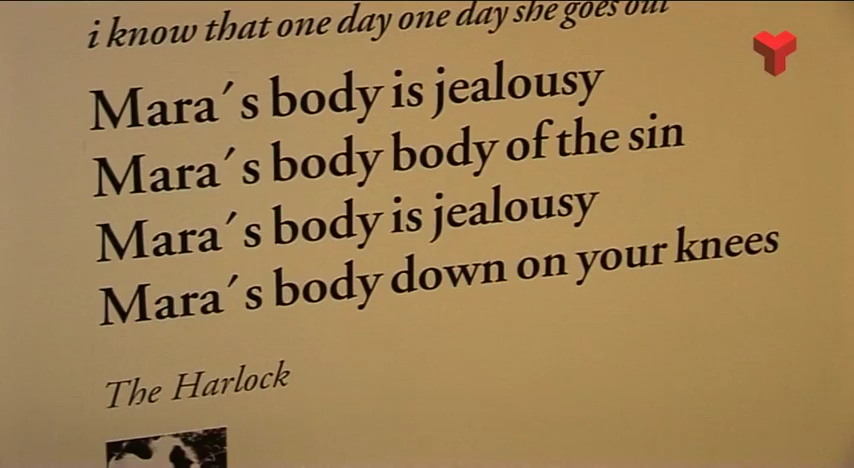 i know that one day one day she goes out
Mara´s body is jealousy
Mara´s body body of the sin
Mara´s body is jealousy
Mara´s body down on your knees
The Harlock